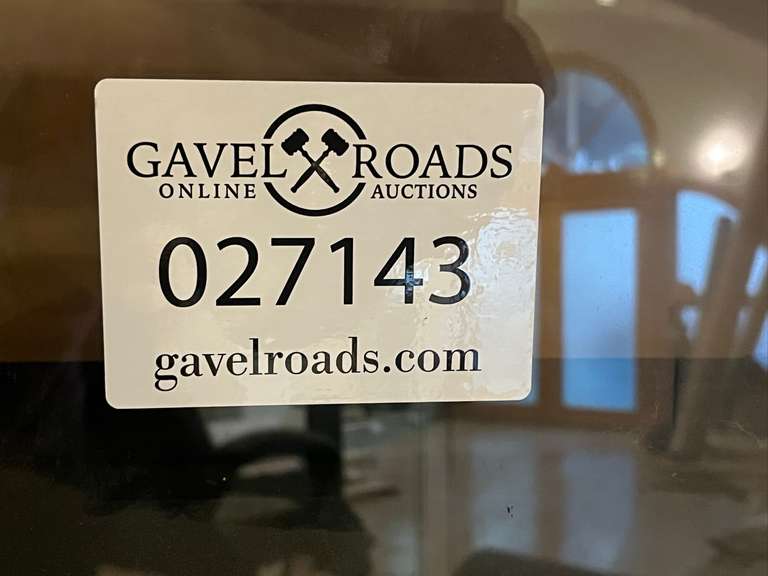 GAVEL ROADS
ONLINE AUCTIONS
027143
gavelroads.com